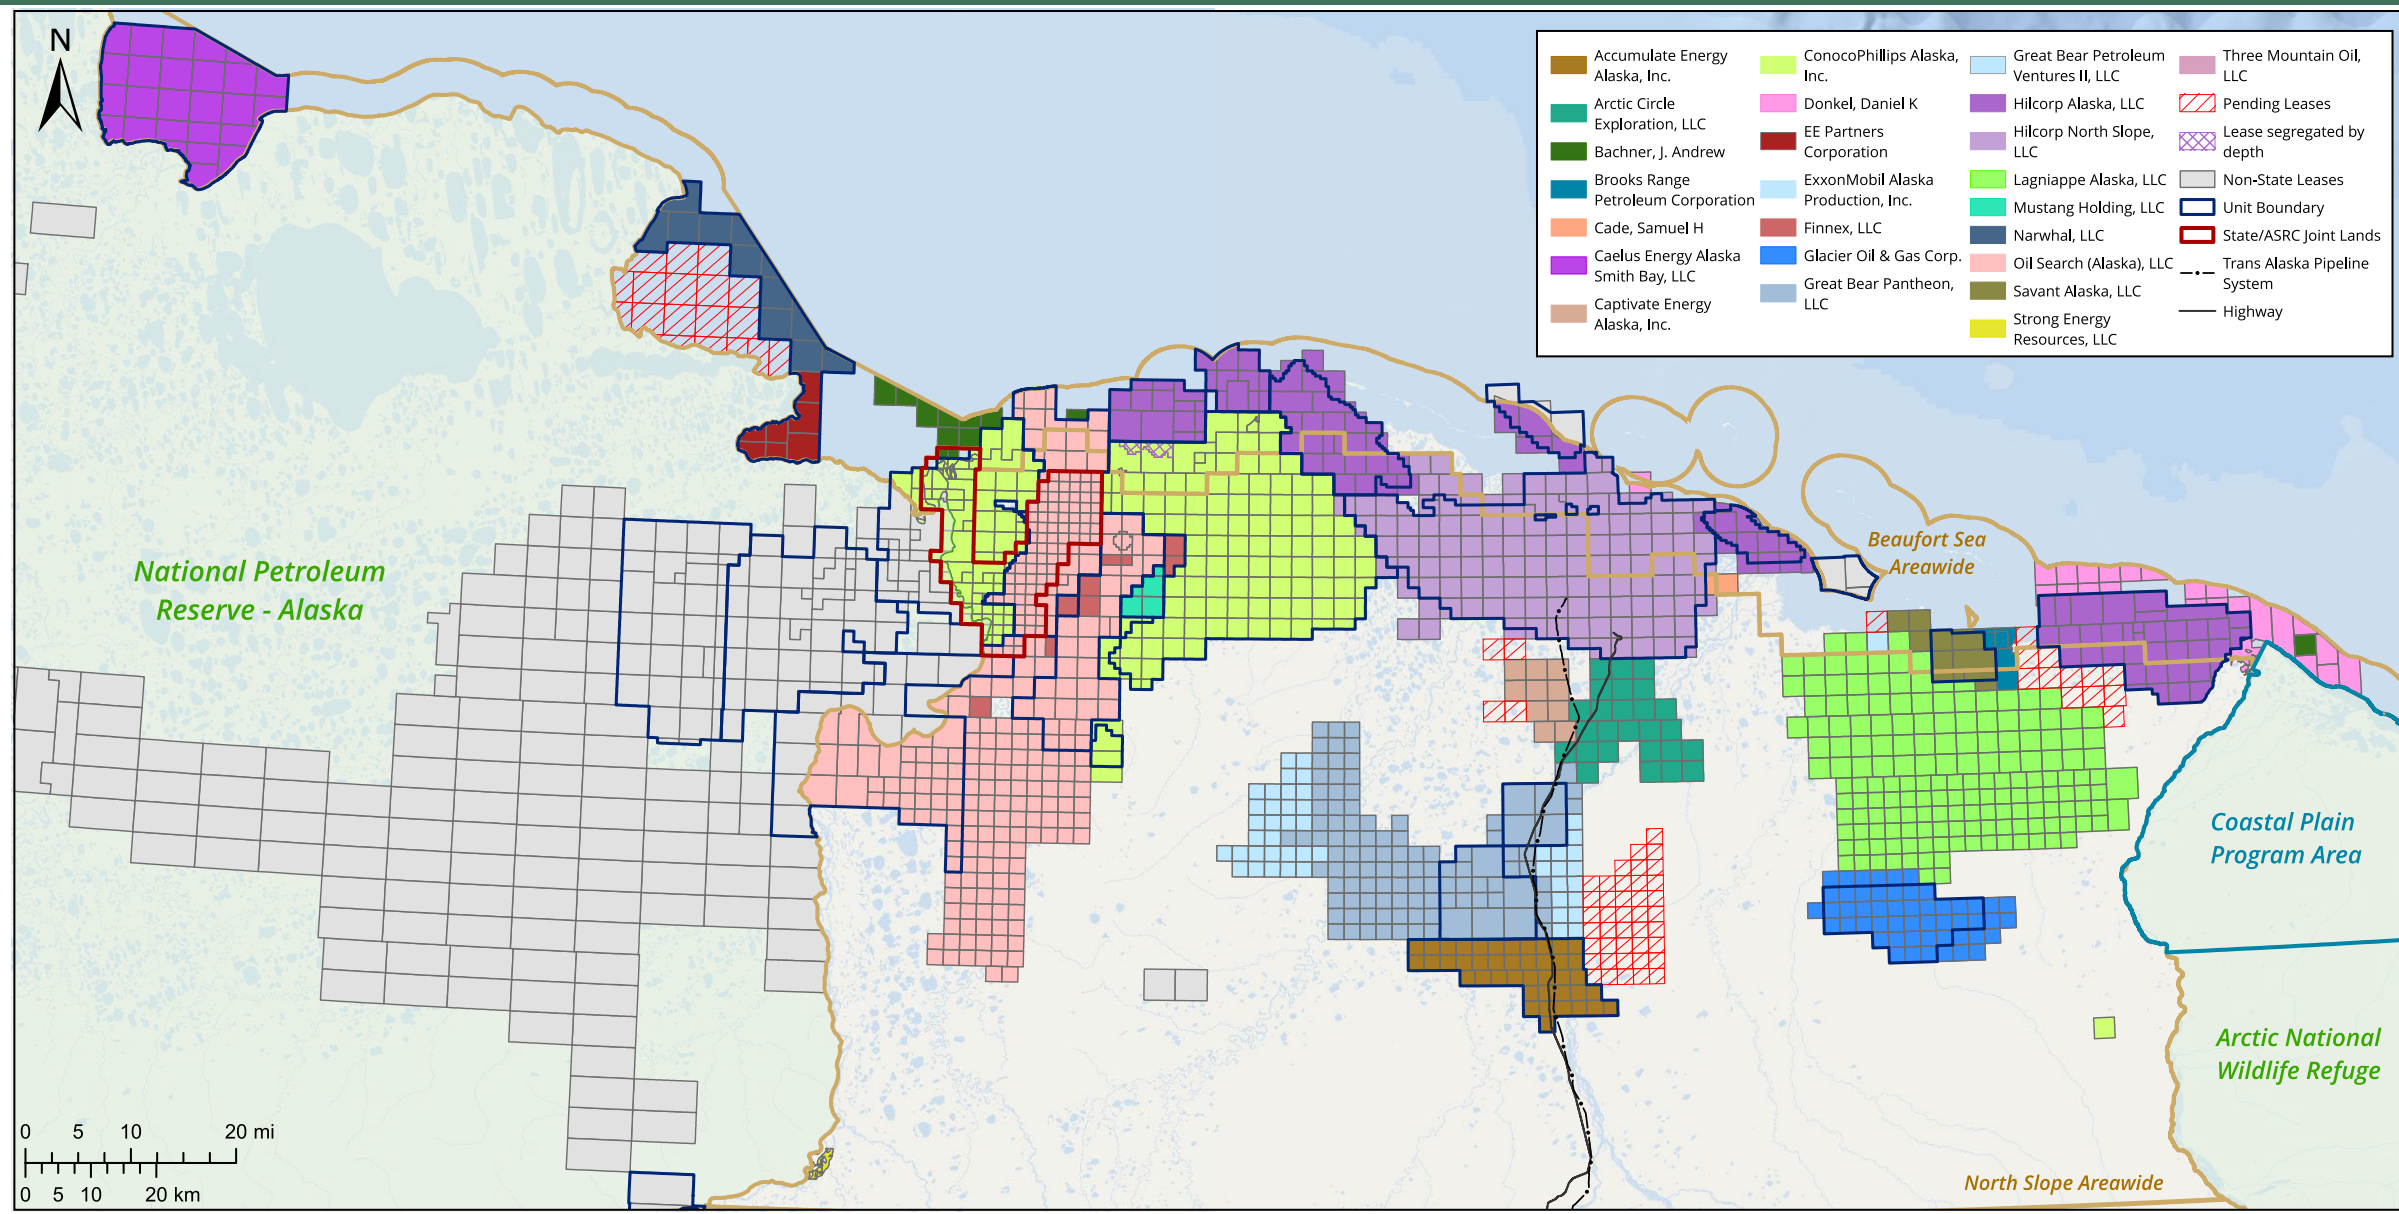 N
Accumulate Energy
Alaska, Inc.
Arctic Circle
Exploration, LLC
Bachner, J. Andrew
Brooks Range
Petroleum Corporation
Cade, Samuel H
Caelus Energy Alaska
Smith Bay, LLC
Captivate Energy
Alaska, Inc.
ConocoPhillips Alaska,
Inc.
Donkel, Daniel K
EE Partners
Corporation
ExxonMobil Alaska
Production, Inc.
Finnex, LLC
Glacier Oil & Gas Corp.
Great Bear Pantheon,
LLC
Great Bear Petroleum
Ventures II, LLC
Hilcorp Alaska, LLC
Hilcorp North Slope,
LLC
Lagniappe Alaska, LLC
Mustang Holding, LLC
Narwhal, LLC
Oil Search (Alaska), LLC
Savant Alaska, LLC
Strong Energy
Resources, LLC
Three Mountain Oil,
LLC
Pending Leases
Lease segregated by
depth
Non-State Leases
Unit Boundary
State/ASRC Joint Lands
Trans Alaska Pipeline
System
Highway
Beaufort Sea
Areawide
National Petroleum
Reserve - Alaska
Coastal Plain
Program Area
Arctic National
Wildlife Refuge
North Slope Areawide
0 5 10 20 mi
0 5 10 20 km